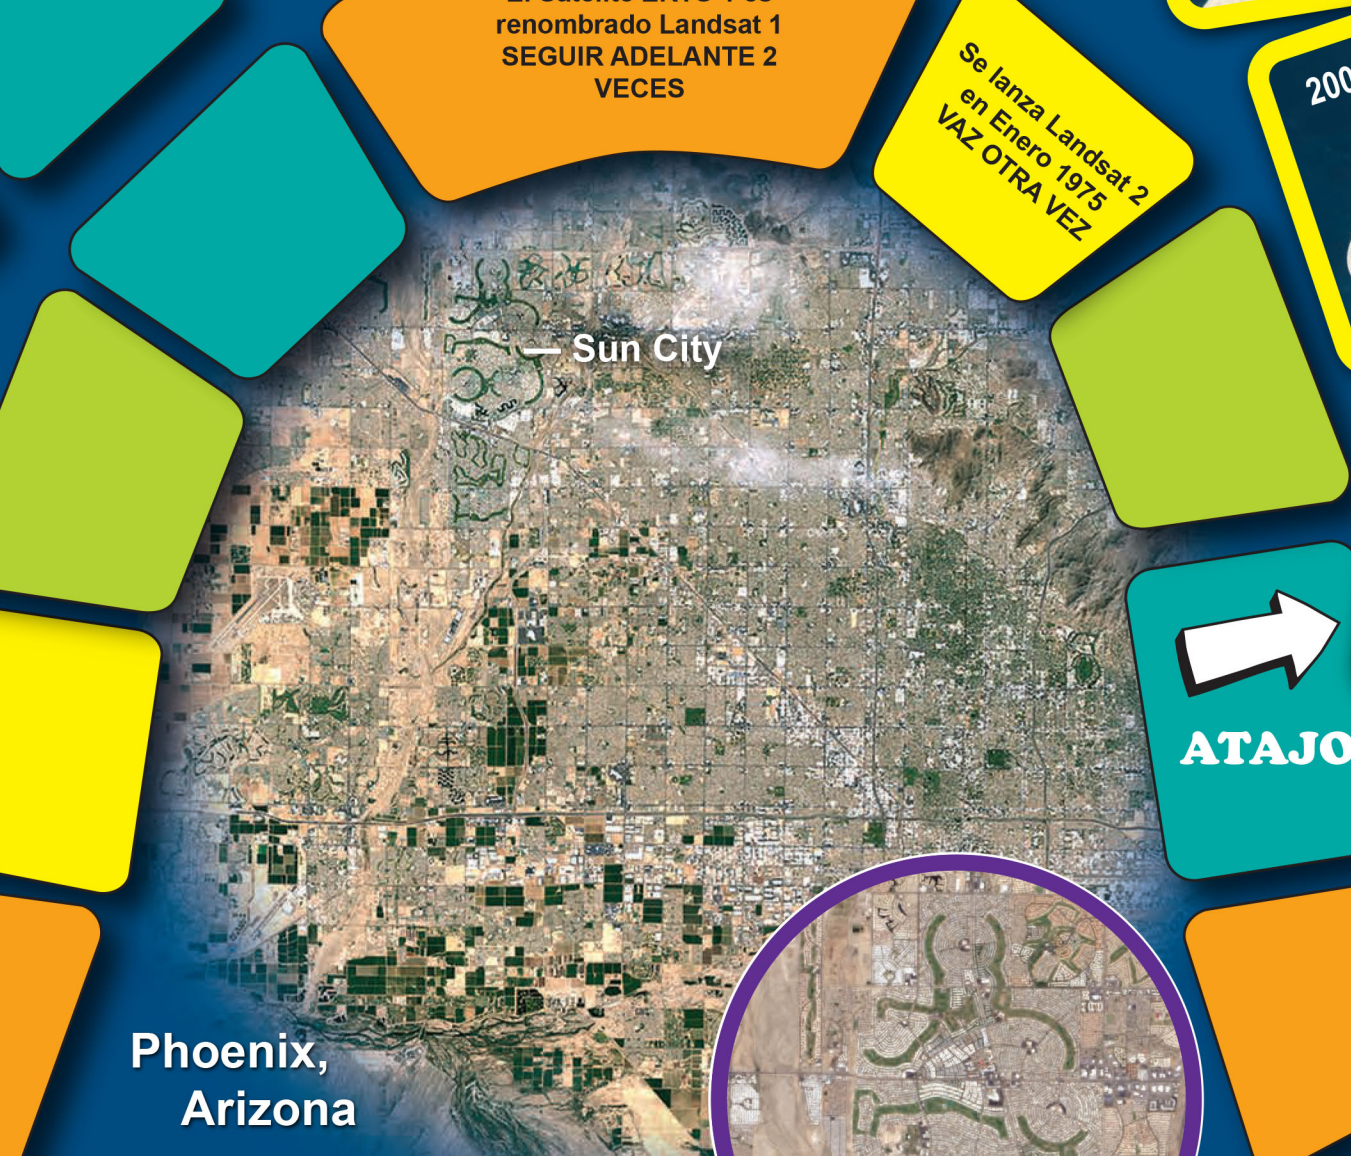 renombrado Landsat 1
SEGUIR ADELANTE 2
VECES
Se lanza Landsat 2
en Enero 1975
VAZ OTRA VEZ
200
Sun City
ATAJO
Phoenix,
Arizona